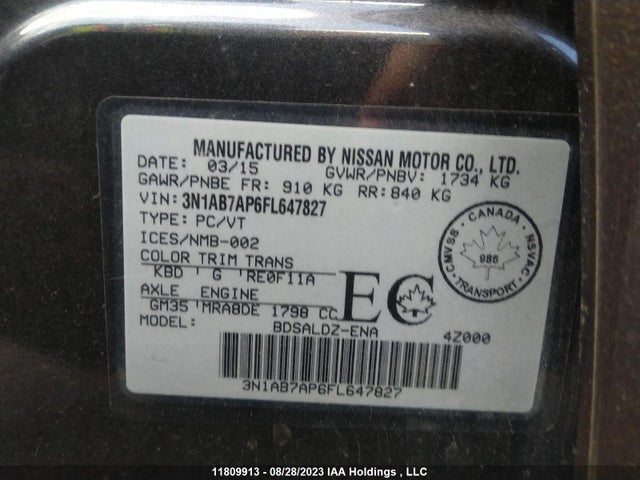 MANUFACTURED BY NISSAN MOTOR CO., LTD.
DATE: 03/15 GVWR/PNBV: 1734 KG
GAWR/PNBE FR: 910 KG RR: 840 KG
VIN: 3N1AB7AP6FL647827
TYPE: PC/VT
ICES/NMB-002
COLOR TRIM TRANS
KBD ' G 'RE0F11A
AXLE ENGINE
GM35 'MRA8DE 1798 CC
MODEL: BDSALDZ-ENA
EC
4Z000
CMVSS · CANADA · NSVAC · TRANSPORT ·
986
3N1AB7AP6FL647827
11809913 - 08/28/2023 IAA Holdings , LLC